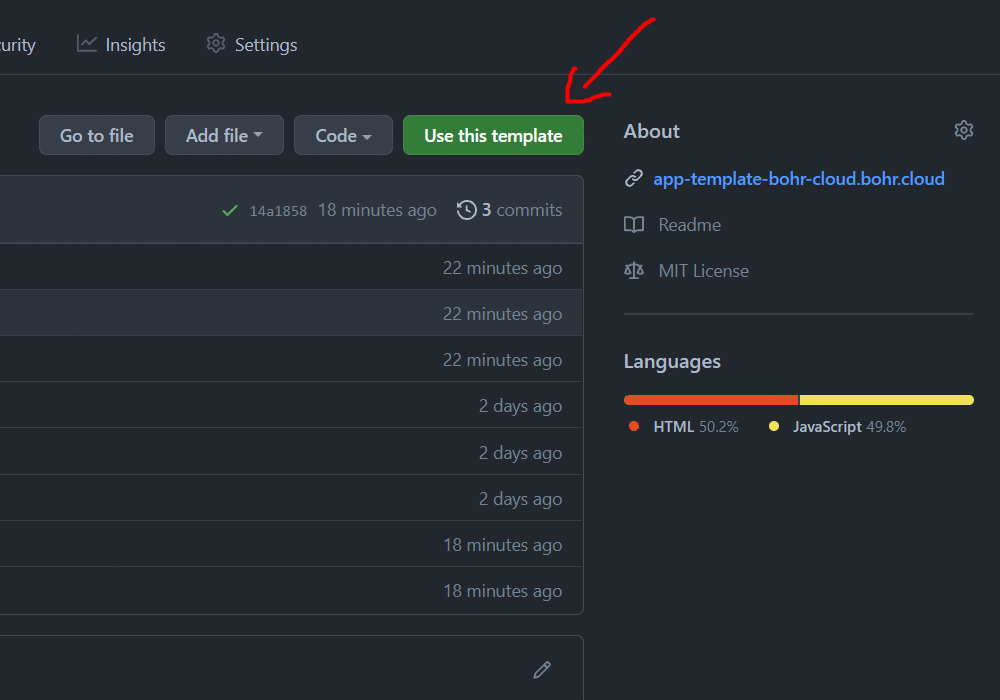 curity Insights Settings
Go to file Add file Code Use this template
14a1858 18 minutes ago 3 commits
22 minutes ago
22 minutes ago
22 minutes ago
2 days ago
2 days ago
2 days ago
18 minutes ago
18 minutes ago
About
app-template-bohr-cloud.bohr.cloud
Readme
MIT License
Languages
HTML 50.2% JavaScript 49.8%